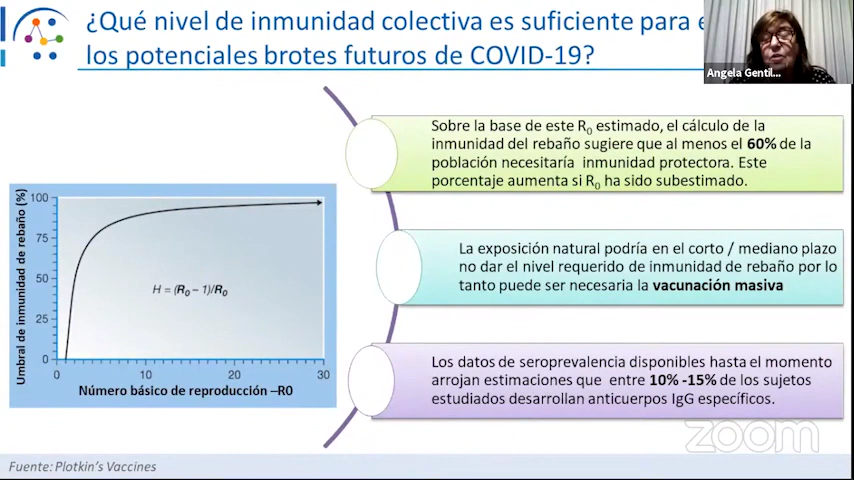 ¿Qué nivel de inmunidad colectiva es suficiente para
los potenciales brotes futuros de COVID-19?
Angela Gentil...
Sobre la base de este R0 estimado, el cálculo de la
inmunidad del rebaño sugiere que al menos el 60% de la
población necesitaría inmunidad protectora. Este
porcentaje aumenta si R0 ha sido subestimado.
La exposición natural podría en el corto / mediano plazo
no dar el nivel requerido de inmunidad de rebaño por lo
tanto puede ser necesaria la vacunación masiva
Los datos de seroprevalencia disponibles hasta el momento
arrojan estimaciones que entre 10% -15% de los sujetos
estudiados desarrollan anticuerpos IgG específicos.
Umbral de inmunidad de rebaño (%)
100
75
50
25
0
H = (R0 – 1)/R0
0 10 20 30
Número básico de reproducción –R0
zoom
Fuente: Plotkin's Vaccines